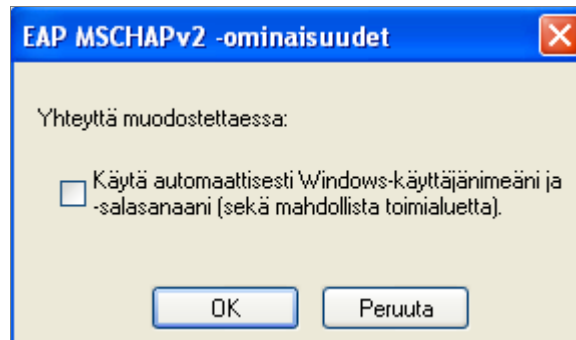 EAP MSCHAPv2 -ominaisuudet
Yhteyttä muodostettaessa:
Käytä automaattisesti Windows-käyttäjänimeäni ja
-salasanaani (sekä mahdollista toimialuetta).
OK
Peruuta